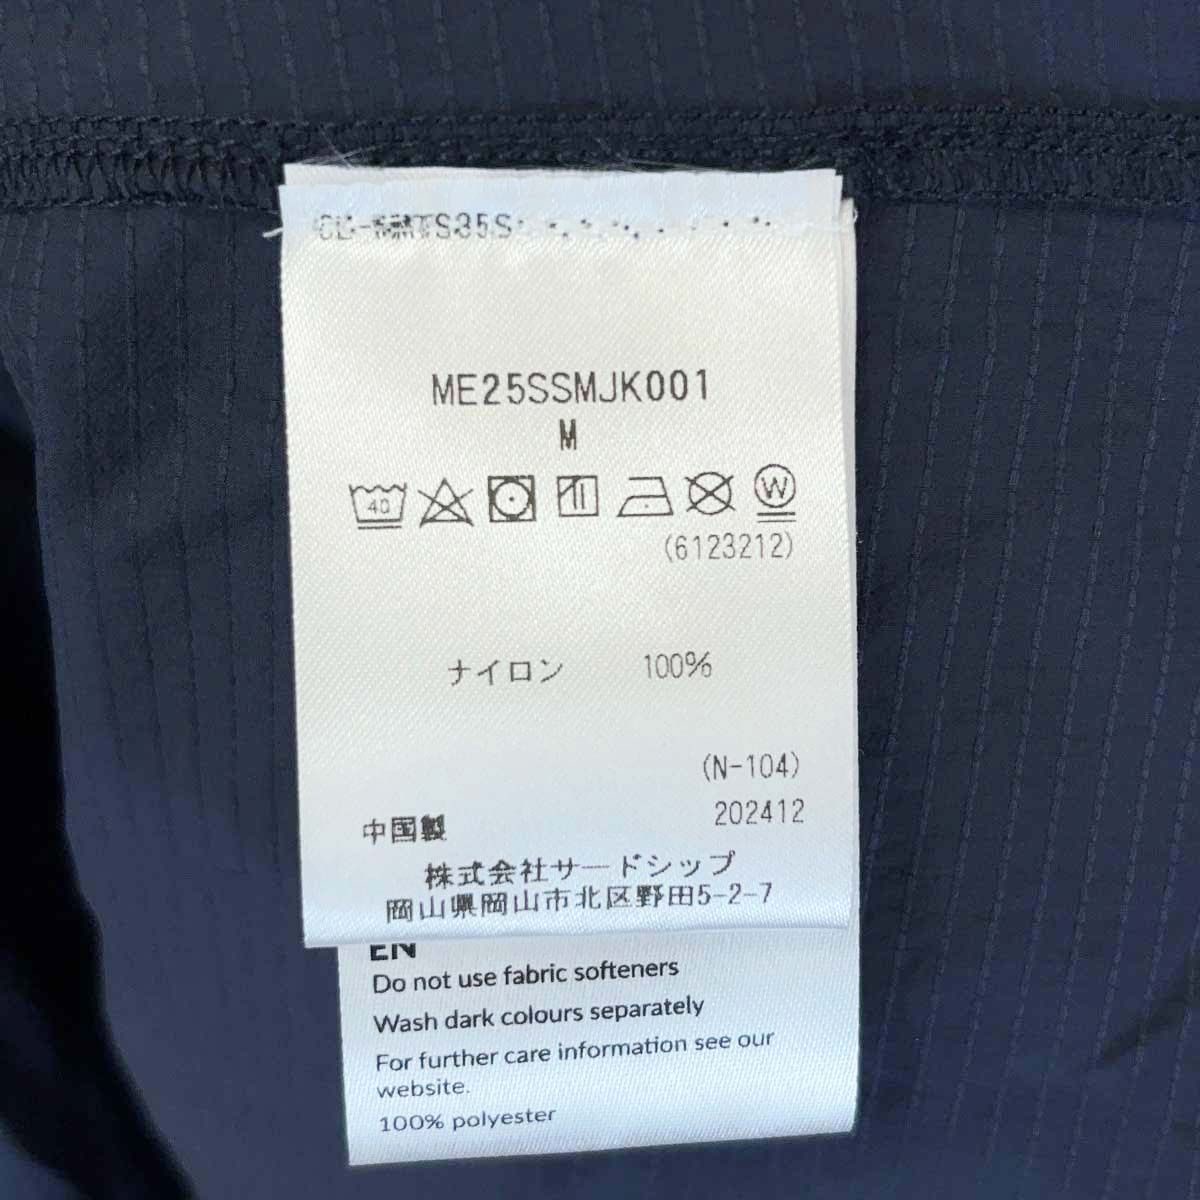 ME25SSMJK001
M
40
W
(6123212)
ナイロン 100%
(N-104)
中国製 202412
株式会社サードシップ
岡山県岡山市北区野田5-2-7
EN
Do not use fabric softeners
Wash dark colours separately
For further care information see our
website.
100% polyester